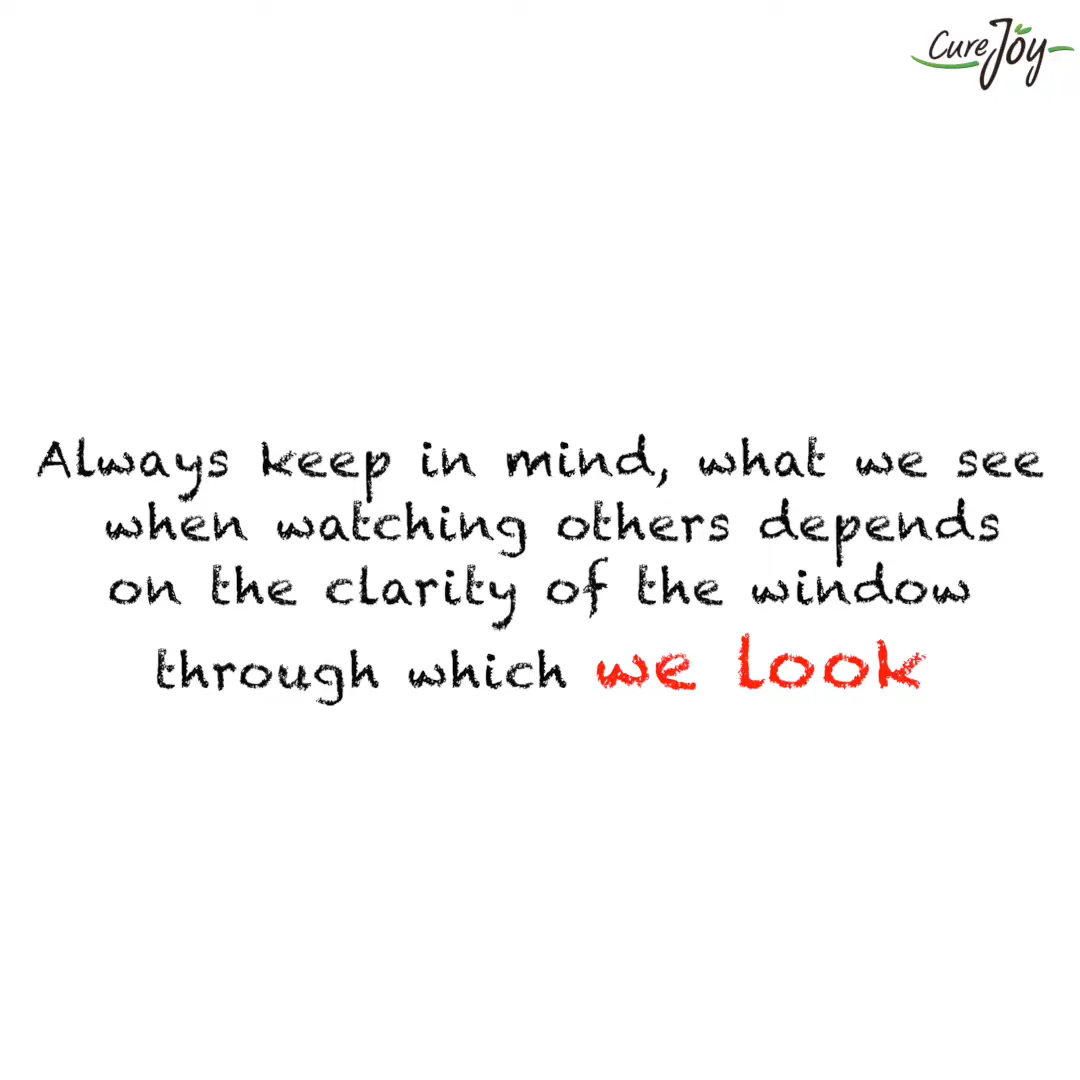 CureJoy
Always keep in mind, what we see
when watching others depends
on the clarity of the window
through which we look